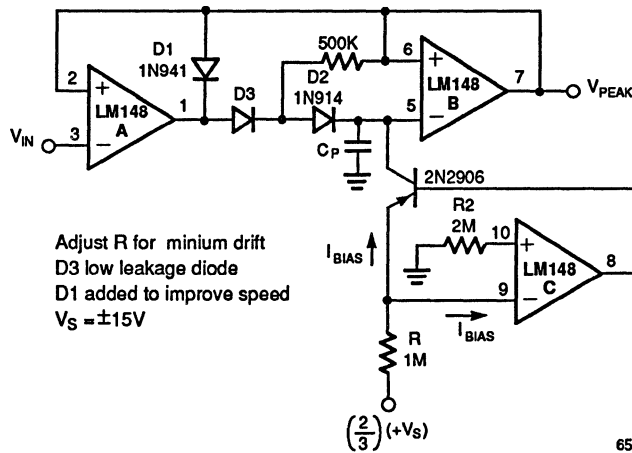 D1
1N941
500K
D2
1N914
D3
2
+
LM148
A
1
VIN
3
−
6
+
LM148
B
7
VPEAK
5
−
CP
2N2906
R2
2M
10
+
LM148
C
8
9
−
IBIAS
IBIAS
Adjust R for minium drift
D3 low leakage diode
D1 added to improve speed
VS = ±15V
R
1M
(2/3) (+VS)
65